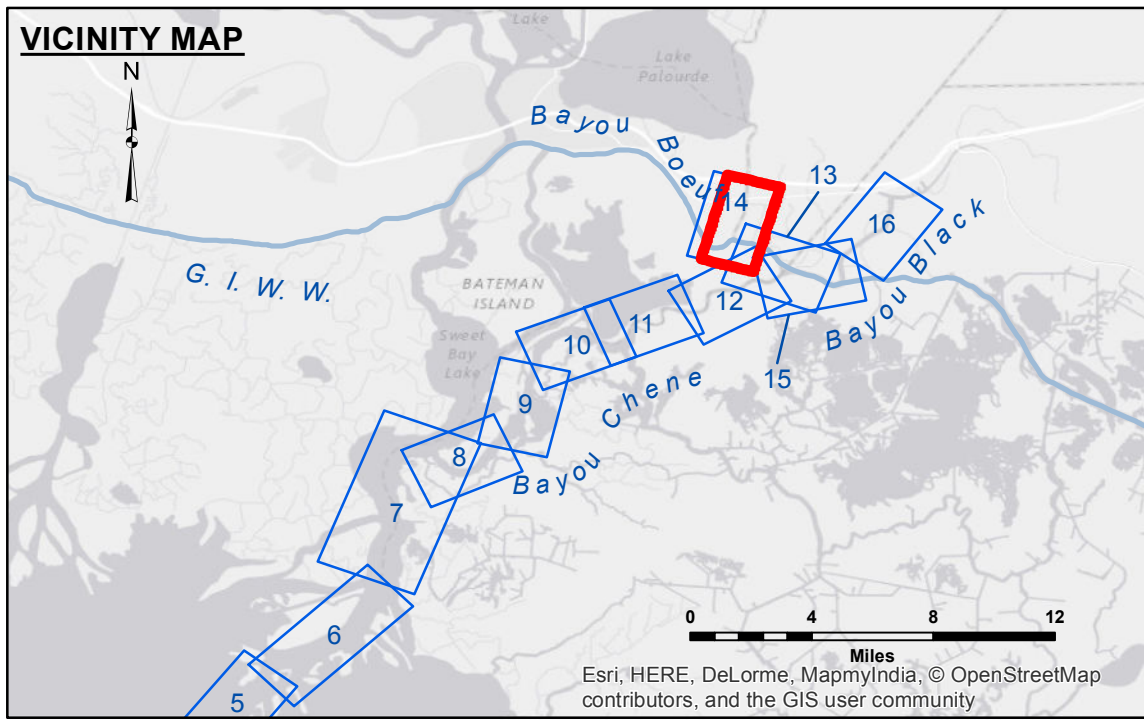 VICINITY MAP
N
Lake
Lake
Palourde
Bayou
Boeuf
13
14
16
G. I. W. W.
BATEMAN
ISLAND
12
Bayou Black
11
10
Sweet
Bay
Lake
15
9
Bayou Chene
8
7
6
5
0 4 8 12
Miles
Esri, HERE, DeLorme, MapmyIndia, © OpenStreetMap
contributors, and the GIS user community